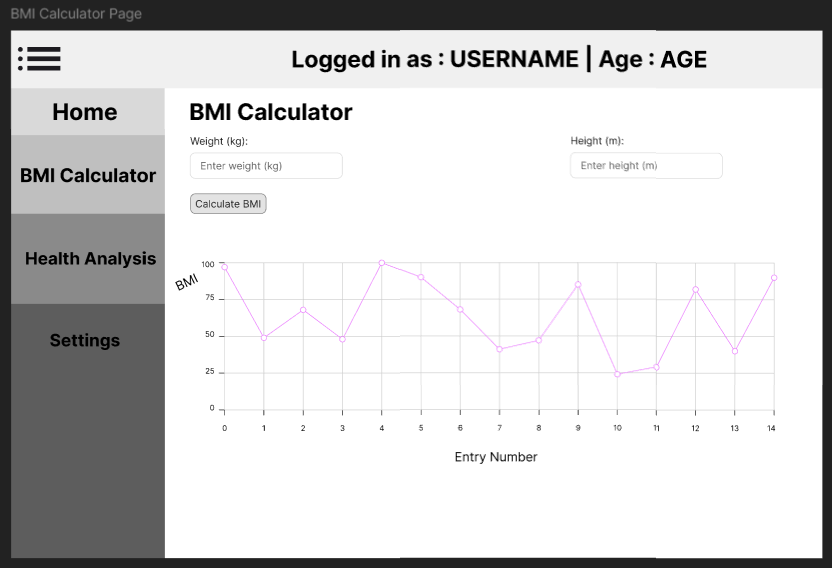 BMI Calculator Page
Logged in as : USERNAME | Age : AGE
Home
BMI Calculator
Health Analysis
Settings
BMI Calculator
Weight (kg):
Height (m):
Enter weight (kg)
Enter height (m)
Calculate BMI
BMI
100
75
50
25
0
0 1 2 3 4 5 6 7 8 9 10 11 12 13 14
Entry Number